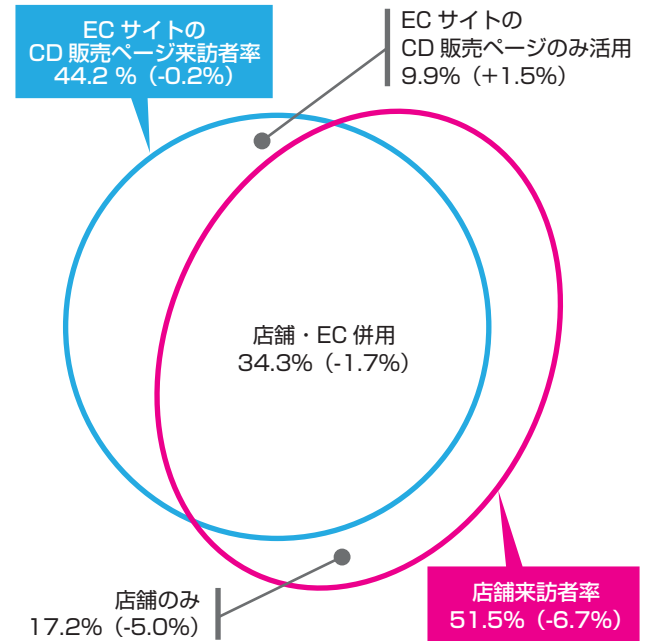 EC サイトの
CD 販売ページ来訪者率
44.2 %（-0.2%）
EC サイトの
CD 販売ページのみ活用
9.9%（+1.5%）
店舗・EC 併用
34.3%（-1.7%）
店舗のみ
17.2%（-5.0%）
店舗来訪者率
51.5%（-6.7%）